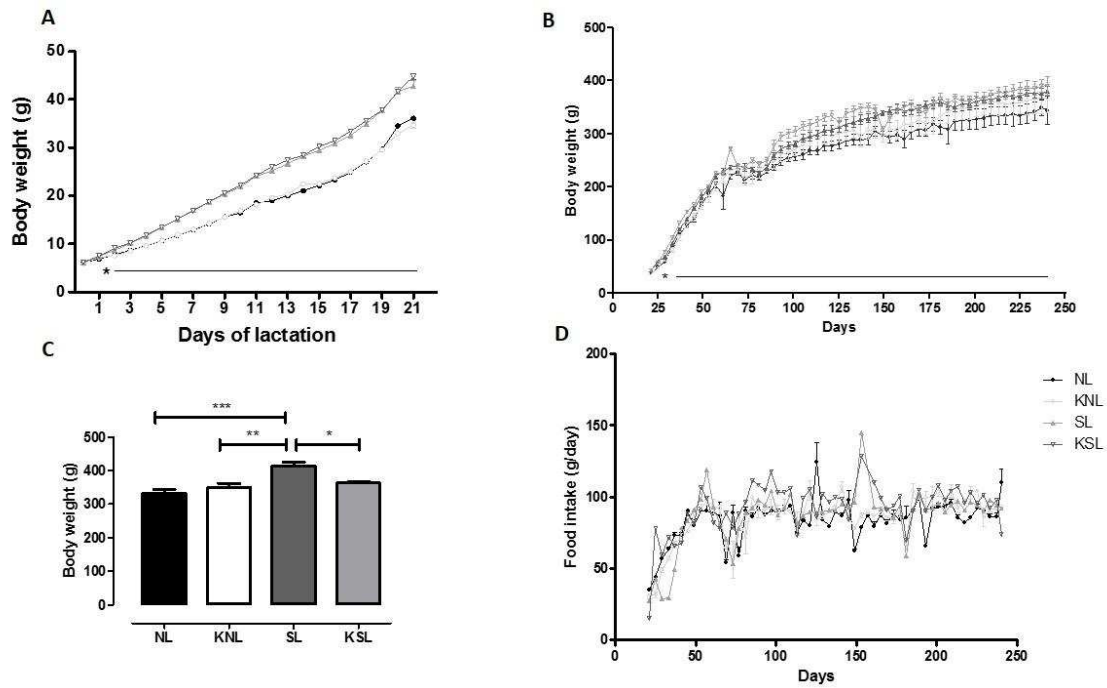 A
50
40
30
20
10
0
Body weight (g)
*
1 3 5 7 9 11 13 15 17 19 21
Days of lactation
B
500
400
300
200
100
0
Body weight (g)
*
0 25 50 75 100 125 150 175 200 225 250
Days
C
***
** *
500
400
300
200
100
0
Body weight (g)
NL KNL SL KSL
D
200
150
100
50
0
Food intake (g/day)
0 50 100 150 200 250
Days
NL
KNL
SL
KSL